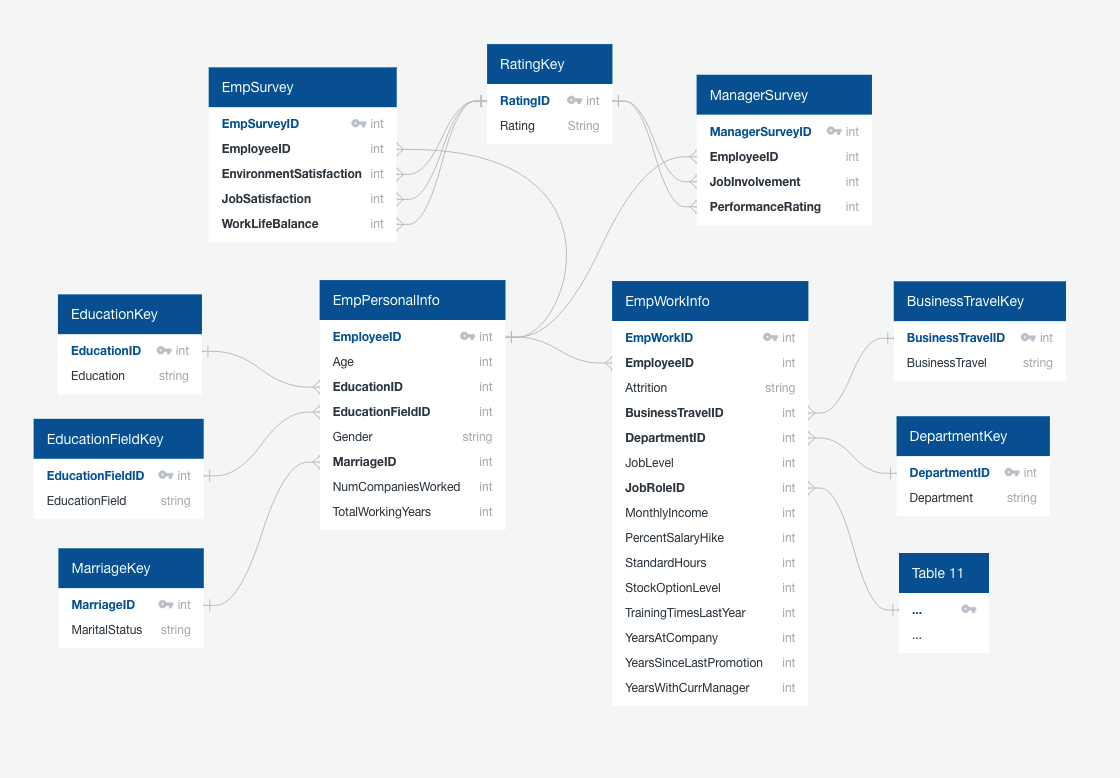 RatingKey
RatingID int
Rating String
EmpSurvey
EmpSurveyID int
EmployeeID int
EnvironmentSatisfaction int
JobSatisfaction int
WorkLifeBalance int
ManagerSurvey
ManagerSurveyID int
EmployeeID int
JobInvolvement int
PerformanceRating int
EducationKey
EducationID int
Education string
EducationFieldKey
EducationFieldID int
EducationField string
MarriageKey
MarriageID int
MaritalStatus string
EmpPersonalInfo
EmployeeID int
Age int
EducationID int
EducationFieldID int
Gender string
MarriageID int
NumCompaniesWorked int
TotalWorkingYears int
EmpWorkInfo
EmpWorkID int
EmployeeID int
Attrition string
BusinessTravelID int
DepartmentID int
JobLevel int
JobRoleID int
MonthlyIncome int
PercentSalaryHike int
StandardHours int
StockOptionLevel int
TrainingTimesLastYear int
YearsAtCompany int
YearsSinceLastPromotion int
YearsWithCurrManager int
BusinessTravelKey
BusinessTravelID int
BusinessTravel string
DepartmentKey
DepartmentID int
Department string
Table 11
...
...